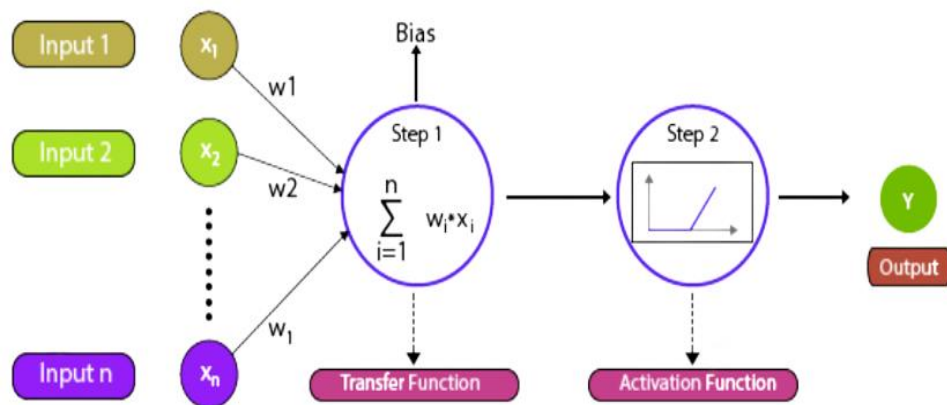 Input 1
x₁
w1
Bias
Input 2
x₂
w2
Step 1
n
∑ wᵢ*xᵢ
i=1
Step 2
Y
Output
w₁
Input n
xₙ
Transfer Function
Activation Function